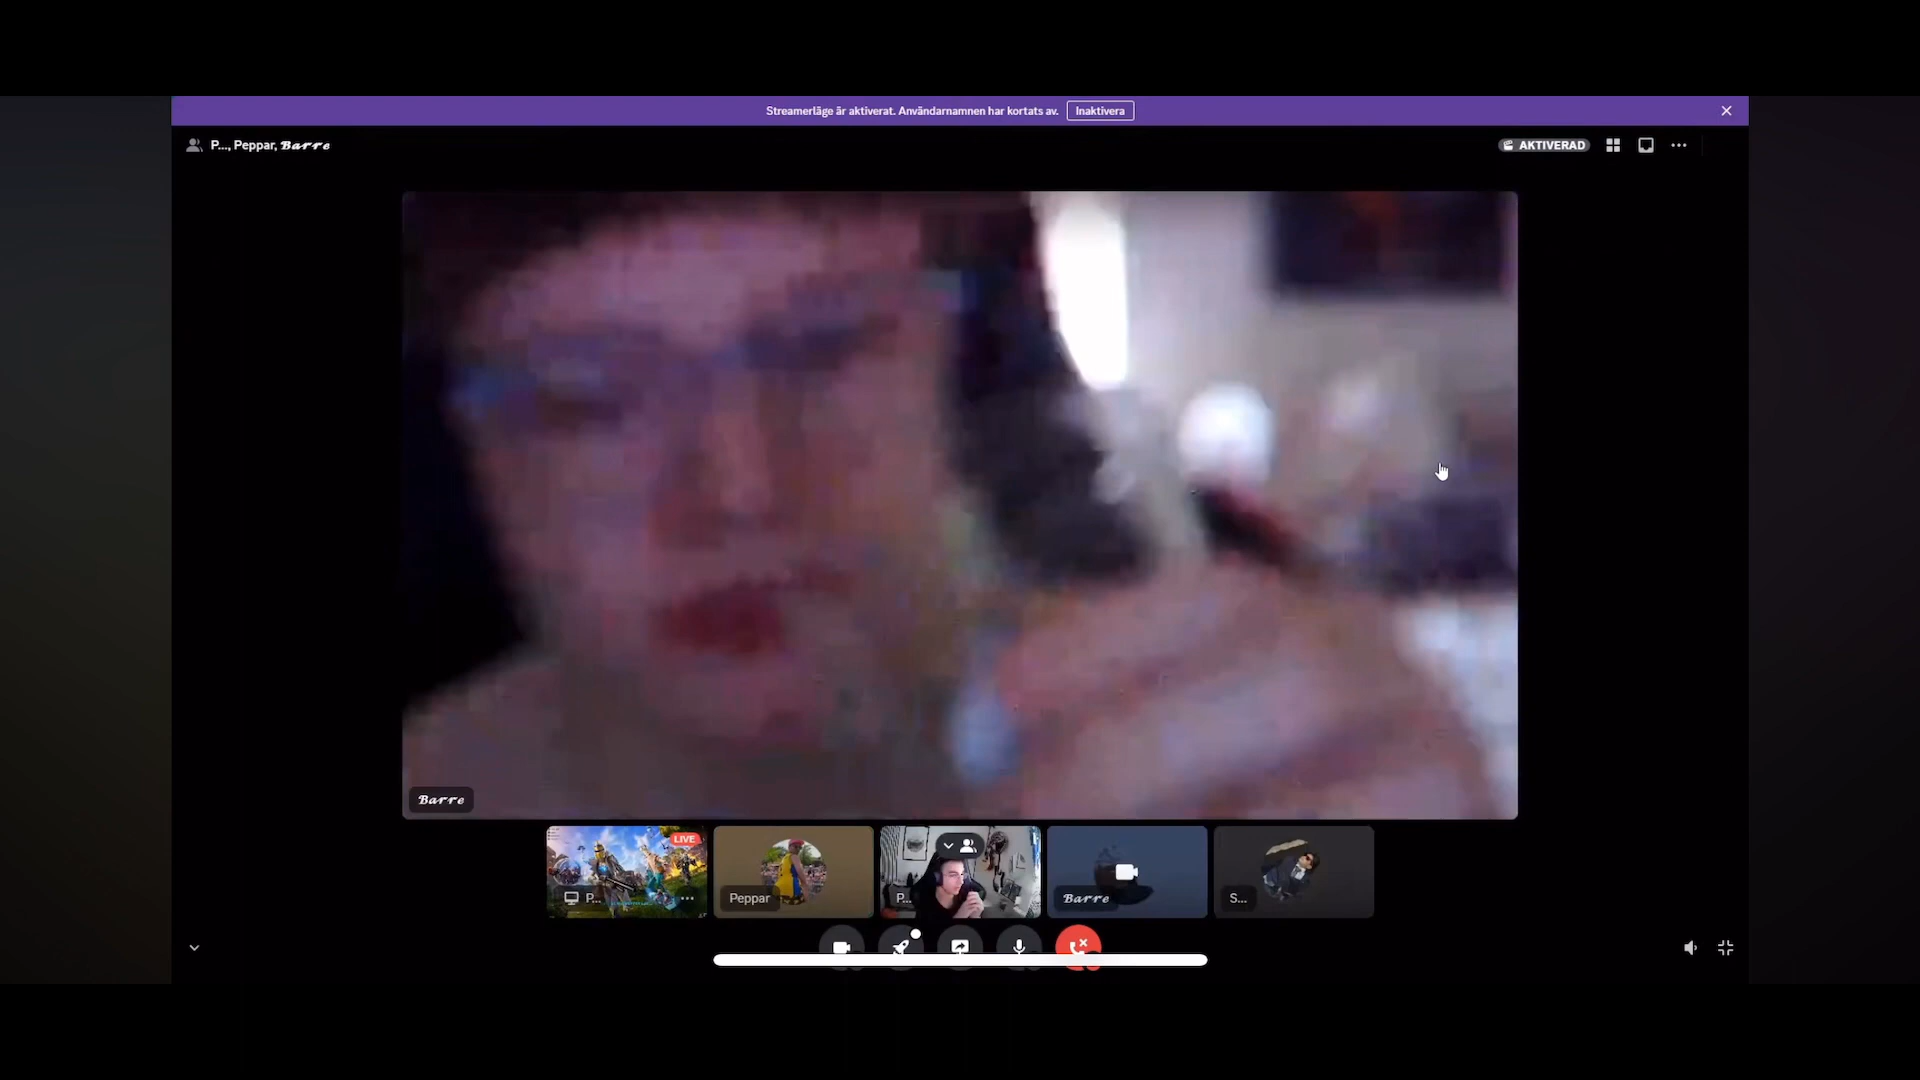 Streamerläge är aktiverat. Användarnamnen har kortats av. Inaktivera
P..., Peppar, Barre
AKTIVERAD
Barre
LIVE
P...
Peppar
P...
Barre
S...